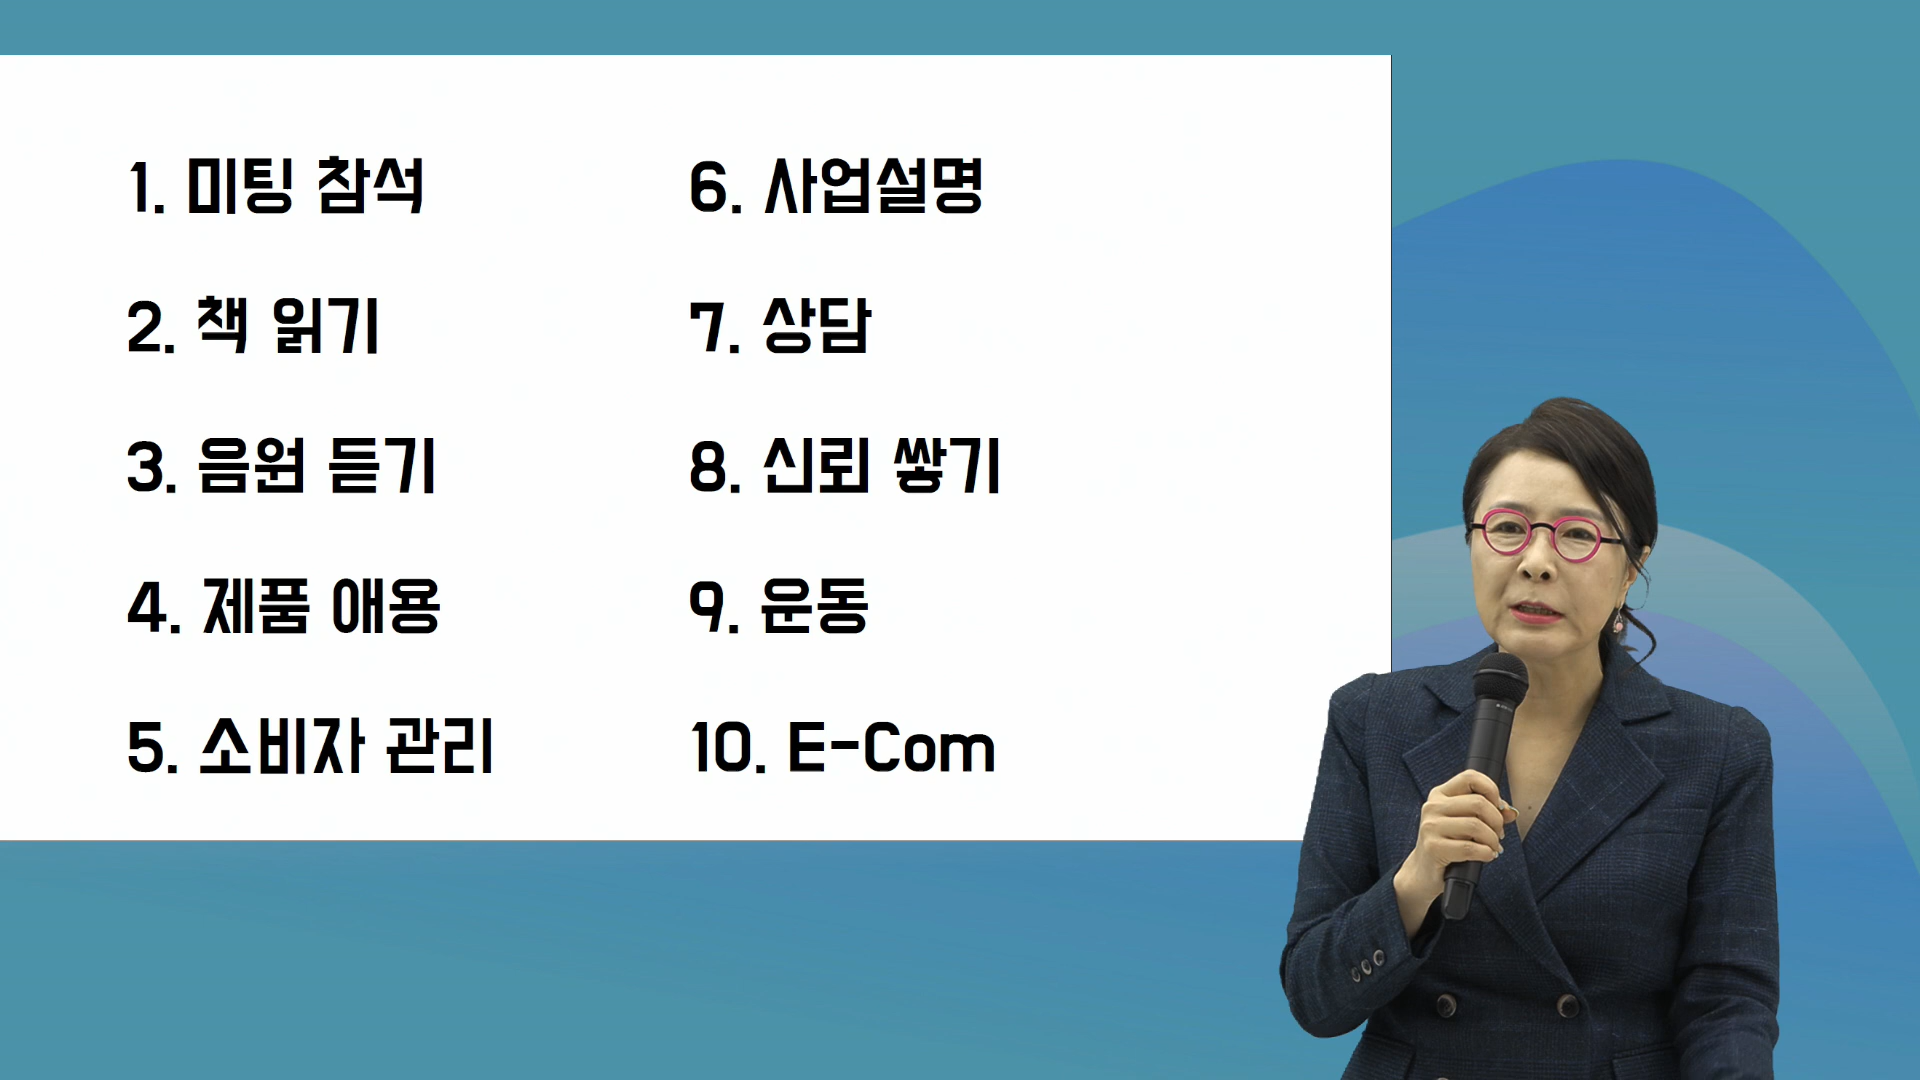 1. 미팅 참석
2. 책 읽기
3. 음원 듣기
4. 제품 애용
5. 소비자 관리
6. 사업설명
7. 상담
8. 신뢰 쌓기
9. 운동
10. E-Com